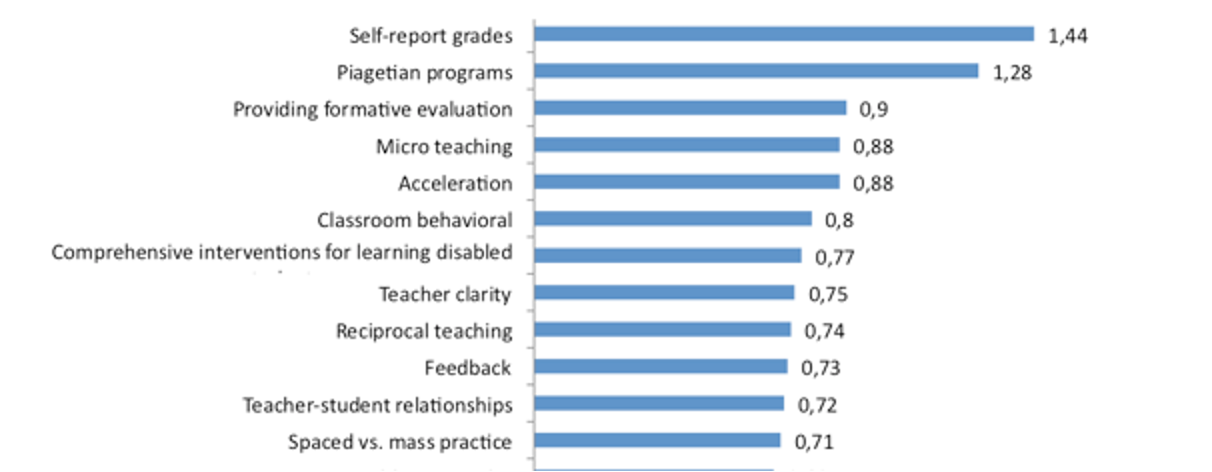 Self-report grades 1,44
Piagetian programs 1,28
Providing formative evaluation 0,9
Micro teaching 0,88
Acceleration 0,88
Classroom behavioral 0,8
Comprehensive interventions for learning disabled 0,77
Teacher clarity 0,75
Reciprocal teaching 0,74
Feedback 0,73
Teacher-student relationships 0,72
Spaced vs. mass practice 0,71